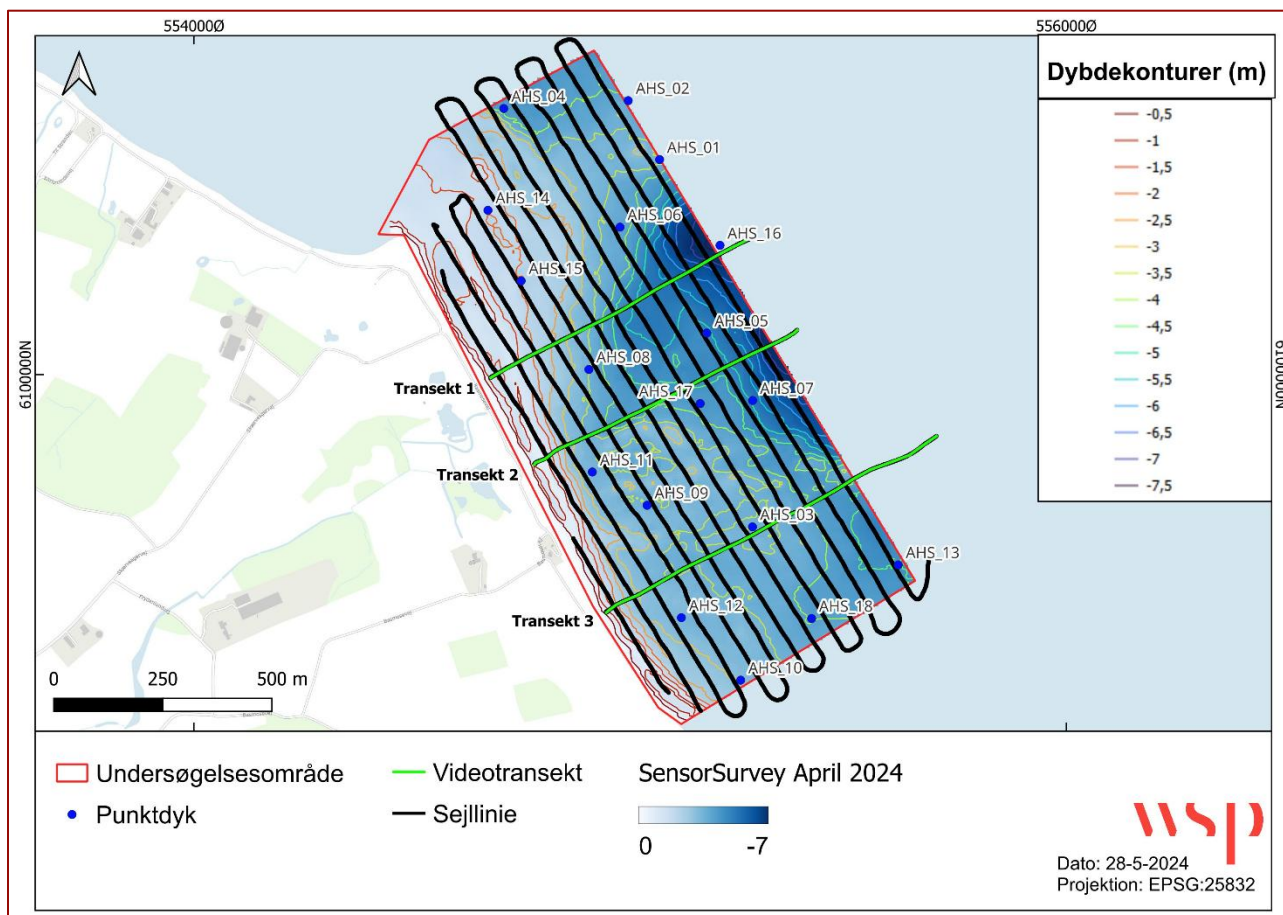 554000Ø
556000Ø
Dybdekonturer (m)
-0,5
-1
-1,5
-2
-2,5
-3
-3,5
-4
-4,5
-5
-5,5
-6
-6,5
-7
-7,5
AHS_02
AHS_04
AHS_01
AHS_14
AHS_06
AHS_16
AHS_15
AHS_05
AHS_08
6100000N
6100000N
Transekt 1
AHS_17
AHS_07
AHS_11
Transekt 2
AHS_09
AHS_03
AHS_13
AHS_12
AHS_18
Transekt 3
AHS_10
0 250 500 m
Undersøgelsesområde
Videotransekt
SensorSurvey April 2024
Punktdyk
Sejllinie
0 -7
wsp
Dato: 28-5-2024
Projektion: EPSG:25832